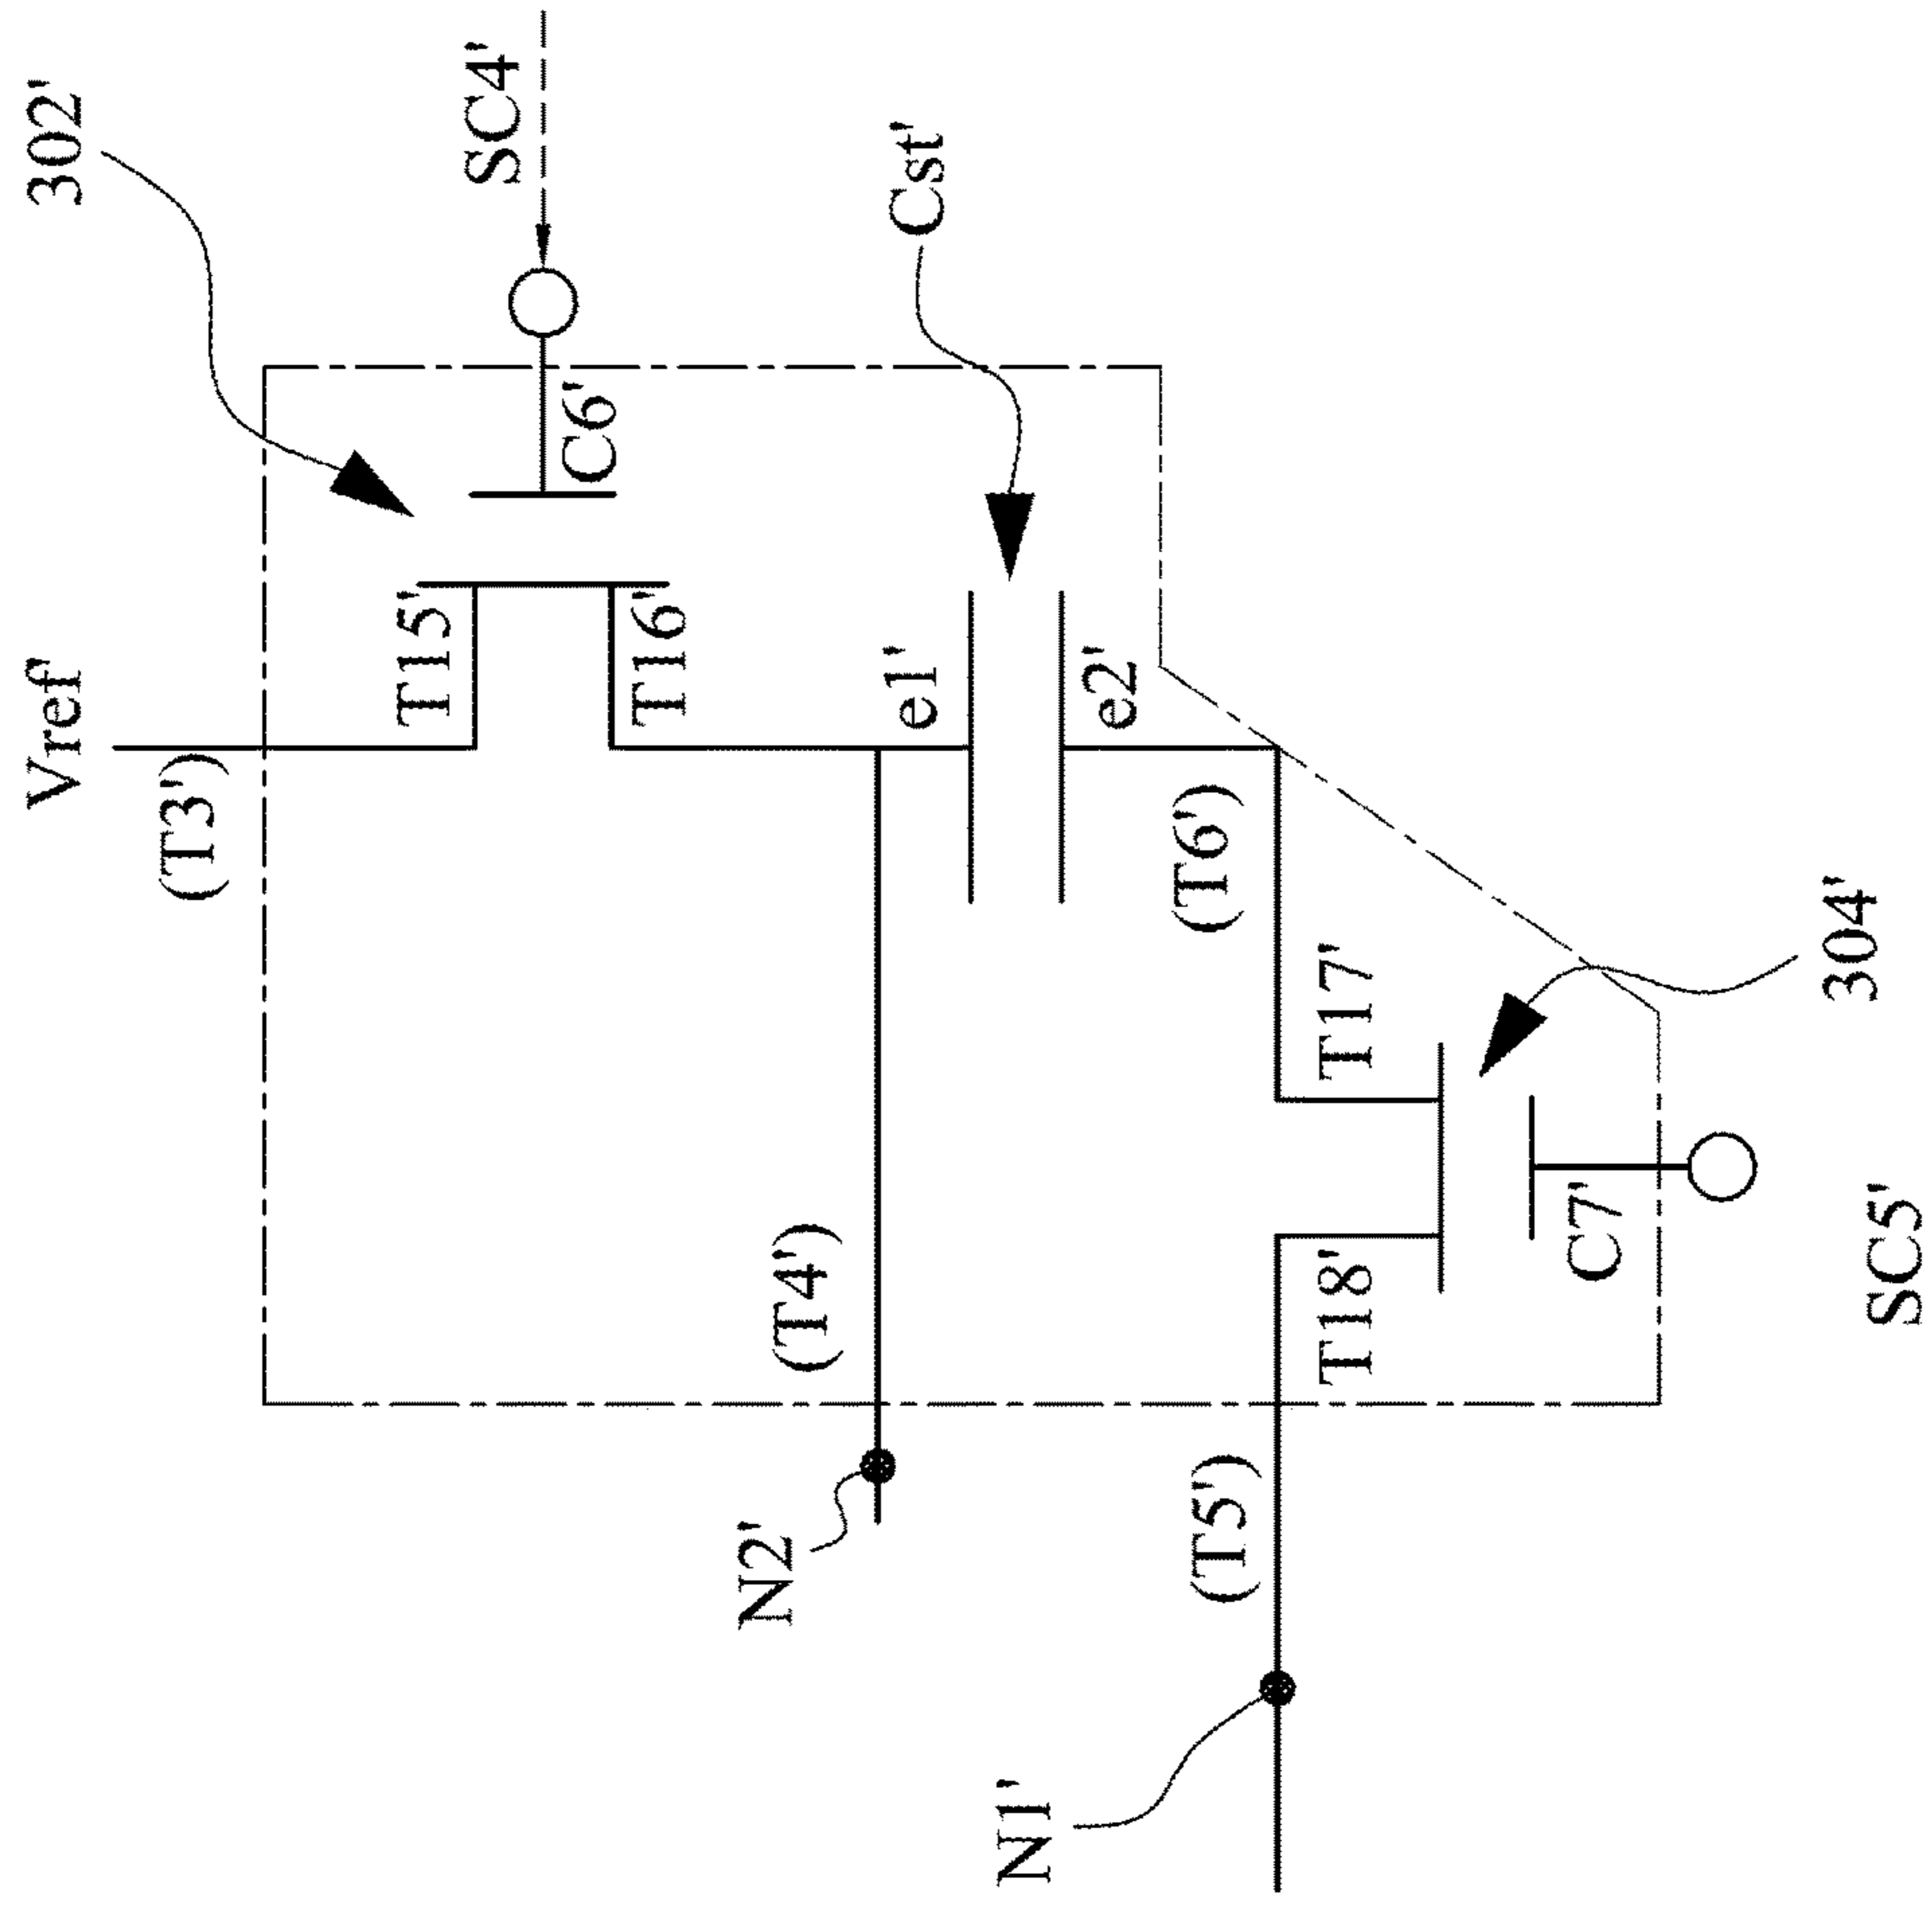 Vref
302'
(T3')
T15'
SC4'
C6'
T16'
N2'
(T4')
e1'
Cst'
N1'
e2'
(T5')
(T6')
T18'
T17'
C7'
304'
SC5'